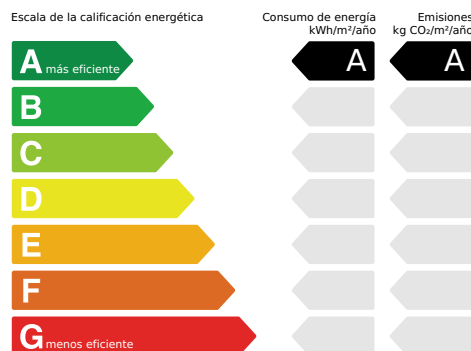 Escala de la calificación energética
Consumo de energía
kWh/m²/año
Emisiones
kg CO₂/m²/año
A más eficiente
A
A
B
C
D
E
F
G menos eficiente